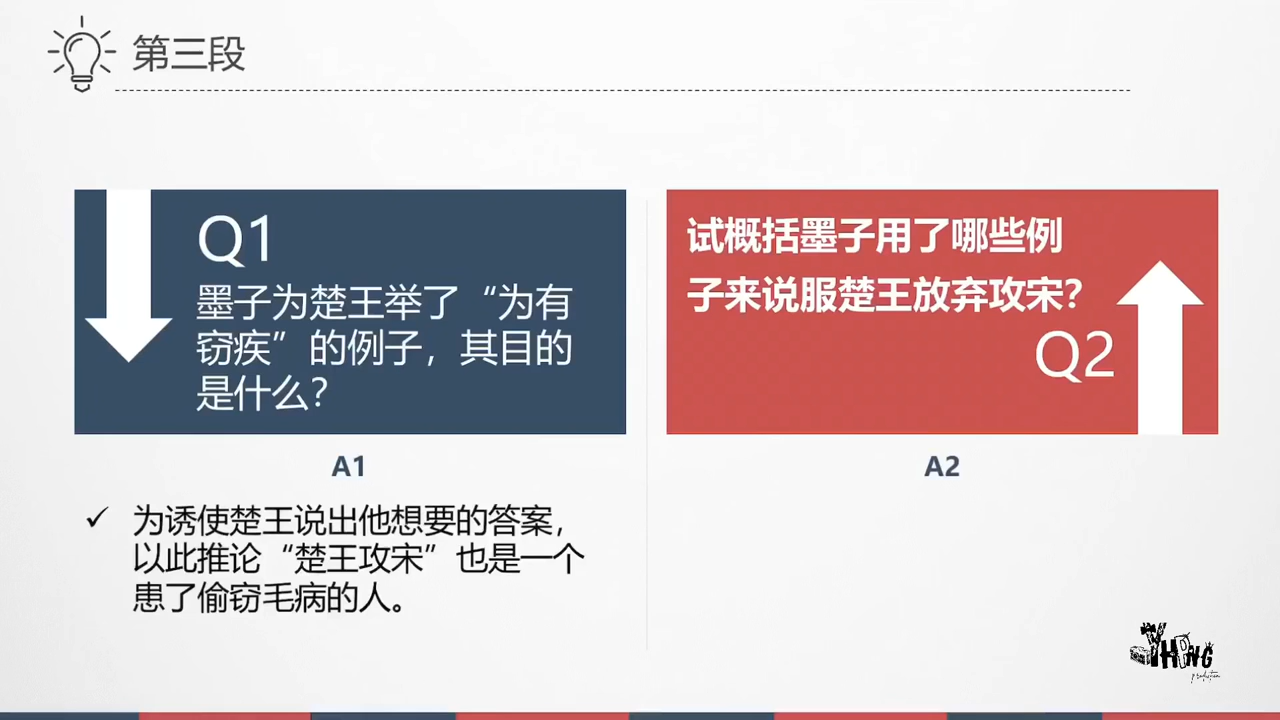 第三段
Q1
墨子为楚王举了“为有
窃疾”的例子，其目的
是什么？
试概括墨子用了哪些例
子来说服楚王放弃攻宋？
Q2
A1
A2
为诱使楚王说出他想要的答案，
以此推论“楚王攻宋”也是一个
患了偷窃毛病的人。
YHPNG
production